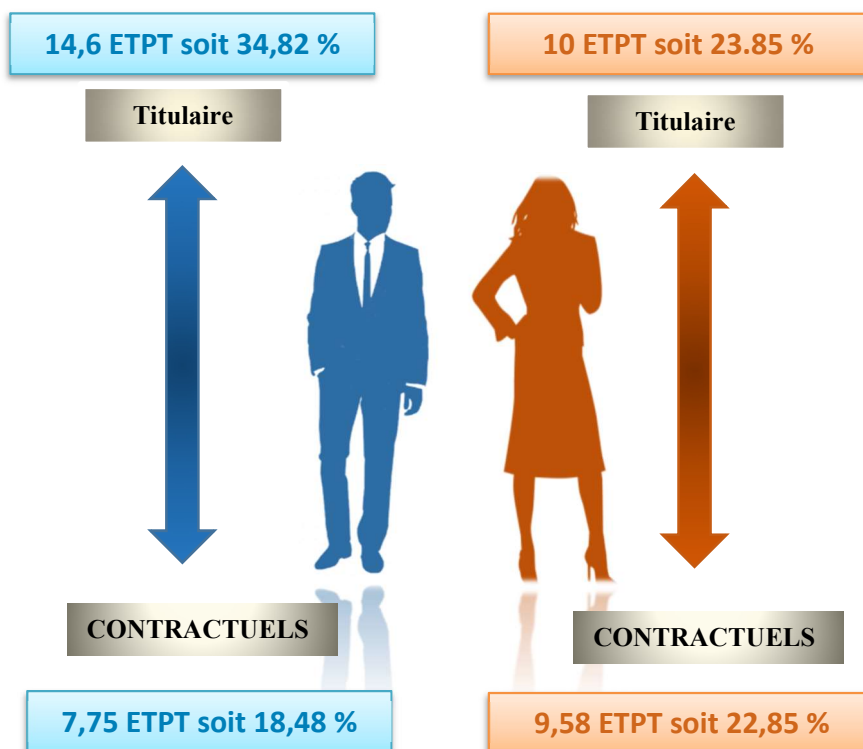 14,6 ETPT soit 34,82 %
10 ETPT soit 23.85 %
Titulaire
Titulaire
CONTRACTUELS
CONTRACTUELS
7,75 ETPT soit 18,48 %
9,58 ETPT soit 22,85 %